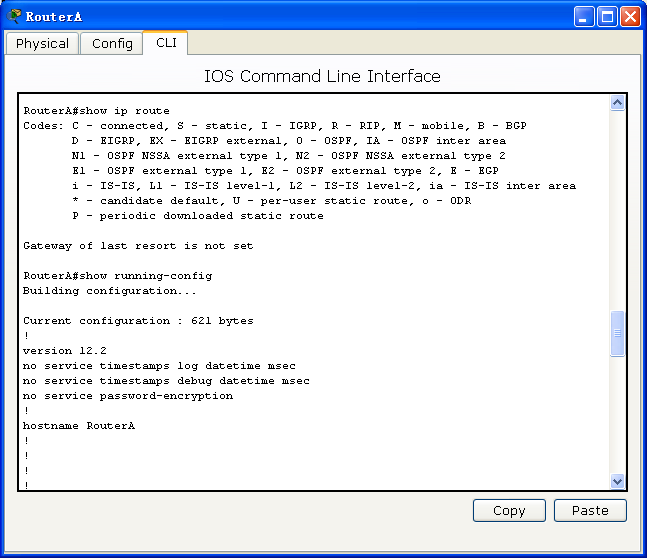 RouterA
Physical Config CLI
IOS Command Line Interface
RouterA#show ip route
Codes: C - connected, S - static, I - IGRP, R - RIP, M - mobile, B - BGP
D - EIGRP, EX - EIGRP external, O - OSPF, IA - OSPF inter area
N1 - OSPF NSSA external type 1, N2 - OSPF NSSA external type 2
E1 - OSPF external type 1, E2 - OSPF external type 2, E - EGP
i - IS-IS, L1 - IS-IS level-1, L2 - IS-IS level-2, ia - IS-IS inter area
* - candidate default, U - per-user static route, o - ODR
P - periodic downloaded static route
Gateway of last resort is not set
RouterA#show running-config
Building configuration...
Current configuration : 621 bytes
!
version 12.2
no service timestamps log datetime msec
no service timestamps debug datetime msec
no service password-encryption
!
hostname RouterA
!
!
!
!
Copy Paste